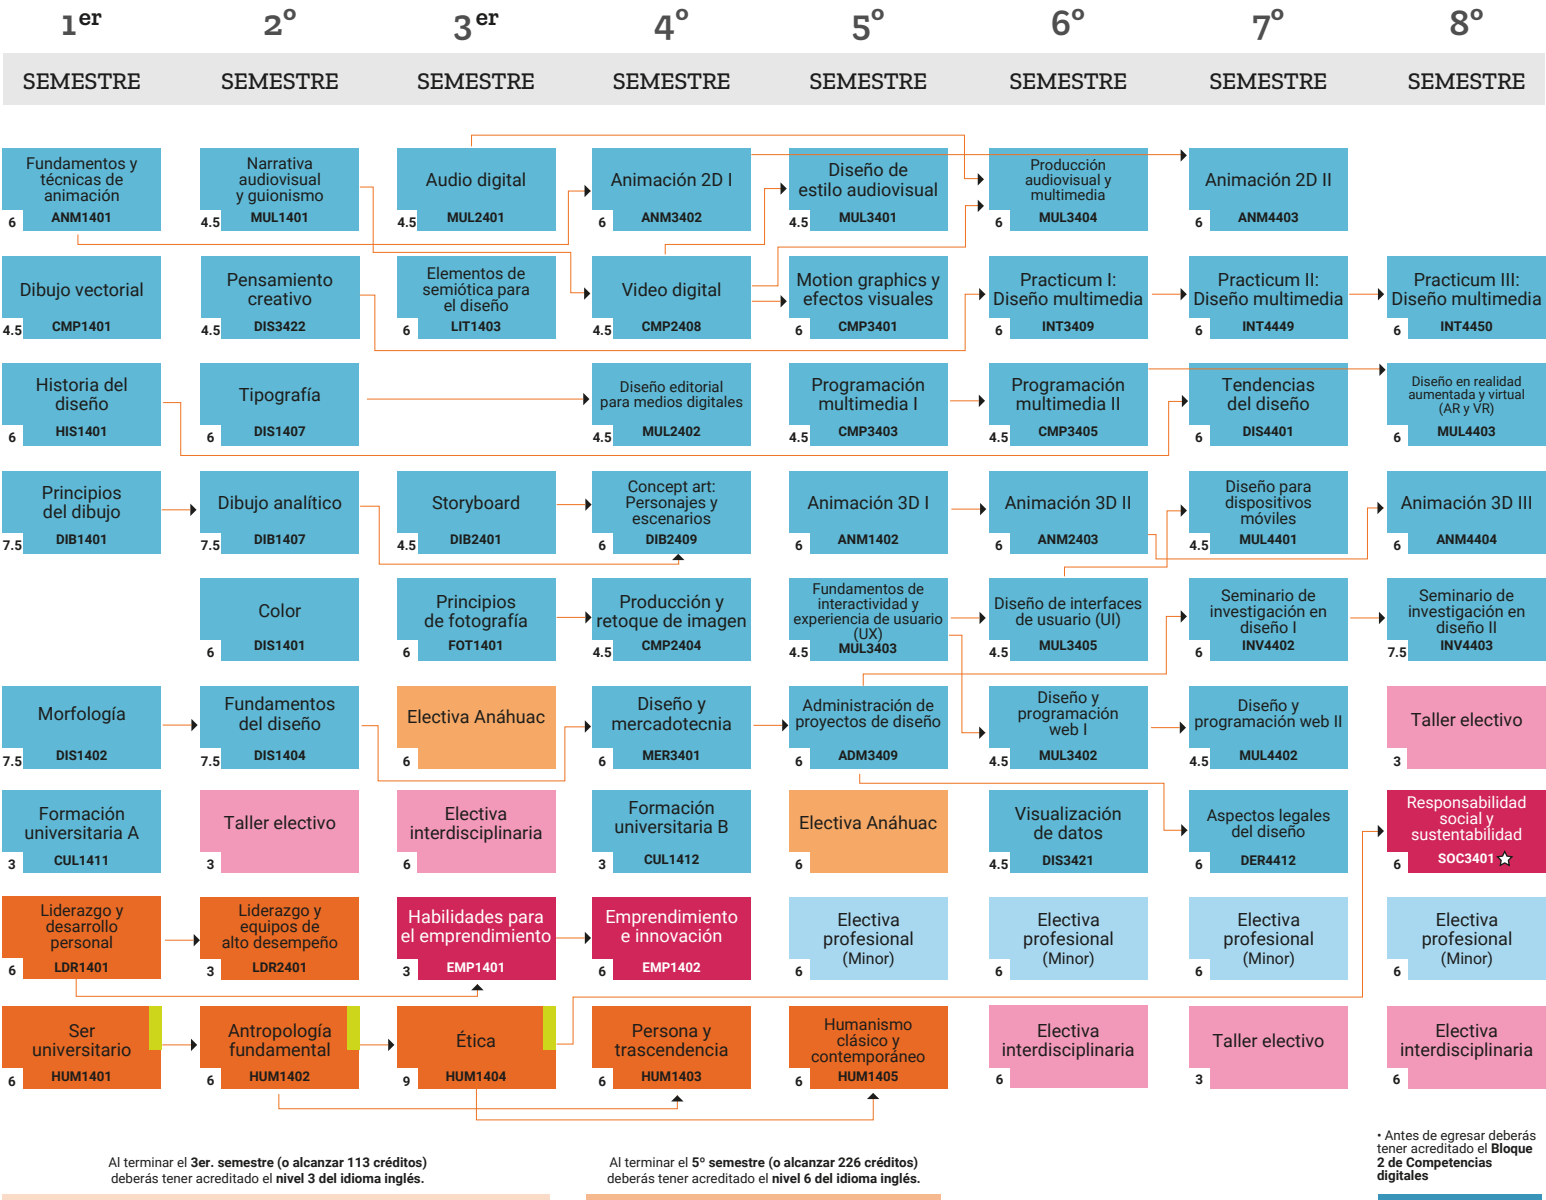 1er 2º 3er 4º 5º 6º 7º 8º
SEMESTRE SEMESTRE SEMESTRE SEMESTRE SEMESTRE SEMESTRE SEMESTRE SEMESTRE
Fundamentos y
técnicas de
animación
6 ANM1401
Narrativa
audiovisual
y guionismo
4.5 MUL1401
Audio digital
4.5 MUL2401
Animación 2D I
6 ANM3402
Diseño de
estilo audiovisual
4.5 MUL3401
Producción
audiovisual y
multimedia
6 MUL3404
Animación 2D II
6 ANM4403
Dibujo vectorial
4.5 CMP1401
Pensamiento
creativo
4.5 DIS3422
Elementos de
semiótica para
el diseño
6 LIT1403
Video digital
4.5 CMP2408
Motion graphics y
efectos visuales
6 CMP3401
Practicum I:
Diseño multimedia
6 INT3409
Practicum II:
Diseño multimedia
6 INT4449
Practicum III:
Diseño multimedia
6 INT4450
Historia del
diseño
6 HIS1401
Tipografía
6 DIS1407
Diseño editorial
para medios digitales
4.5 MUL2402
Programación
multimedia I
4.5 CMP3403
Programación
multimedia II
4.5 CMP3405
Tendencias
del diseño
6 DIS4401
Diseño en realidad
aumentada y virtual
(AR y VR)
6 MUL4403
Principios
del dibujo
7.5 DIB1401
Dibujo analítico
7.5 DIB1407
Storyboard
4.5 DIB2401
Concept art:
Personajes y
escenarios
6 DIB2409
Animación 3D I
6 ANM1402
Animación 3D II
6 ANM2403
Diseño para
dispositivos
móviles
4.5 MUL4401
Animación 3D III
6 ANM4404
Color
6 DIS1401
Principios
de fotografía
6 FOT1401
Producción y
retoque de imagen
4.5 CMP2404
Fundamentos de
interactividad y
experiencia de usuario
(UX)
4.5 MUL3403
Diseño de interfaces
de usuario (UI)
4.5 MUL3405
Seminario de
investigación en
diseño I
6 INV4402
Seminario de
investigación en
diseño II
7.5 INV4403
Morfología
7.5 DIS1402
Fundamentos
del diseño
7.5 DIS1404
Electiva Anáhuac
6
Diseño y
mercadotecnia
6 MER3401
Administración de
proyectos de diseño
6 ADM3409
Diseño y
programación
web I
4.5 MUL3402
Diseño y
programación web II
4.5 MUL4402
Taller electivo
3
Formación
universitaria A
3 CUL1411
Taller electivo
3
Electiva
interdisciplinaria
6
Formación
universitaria B
3 CUL1412
Electiva Anáhuac
6
Visualización
de datos
4.5 DIS3421
Aspectos legales
del diseño
6 DER4412
Responsabilidad
social y
sustentabilidad
6 SOC3401
Liderazgo y
desarrollo
personal
6 LDR1401
Liderazgo y
equipos de
alto desempeño
3 LDR2401
Habilidades para
el emprendimiento
3 EMP1401
Emprendimiento
e innovación
6 EMP1402
Electiva
profesional
(Minor)
6
Electiva
profesional
(Minor)
6
Electiva
profesional
(Minor)
6
Electiva
profesional
(Minor)
6
Ser
universitario
6 HUM1401
Antropología
fundamental
6 HUM1402
Ética
9 HUM1404
Persona y
trascendencia
6 HUM1403
Humanismo
clásico y
contemporáneo
6 HUM1405
Electiva
interdisciplinaria
6
Taller electivo
3
Electiva
interdisciplinaria
6
Al terminar el 3er. semestre (o alcanzar 113 créditos)
deberás tener acreditado el nivel 3 del idioma inglés.
Al terminar el 5º semestre (o alcanzar 226 créditos)
deberás tener acreditado el nivel 6 del idioma inglés.
• Antes de egresar deberás
tener acreditado el Bloque
2 de Competencias
digitales